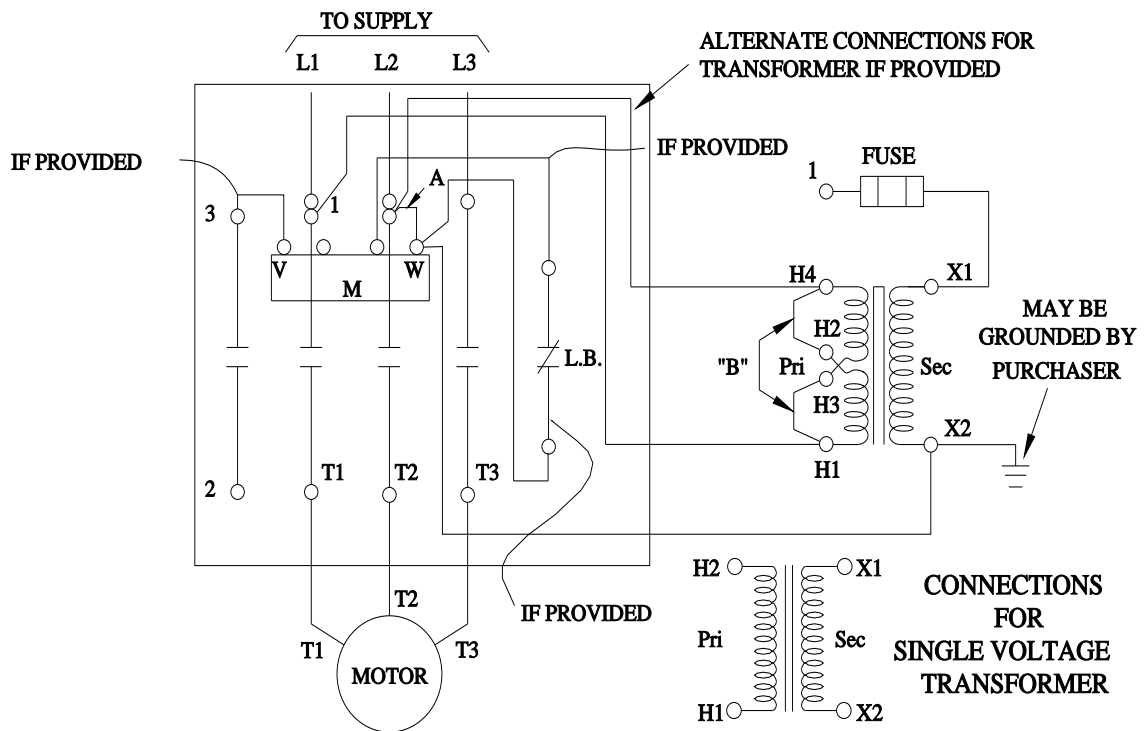 TO SUPPLY
L1 L2 L3
ALTERNATE CONNECTIONS FOR
TRANSFORMER IF PROVIDED
IF PROVIDED
IF PROVIDED
A
3
1
V
W
M
L.B.
1
FUSE
H4
X1
H2
"B"
Pri
Sec
H3
H1
X2
MAY BE
GROUNDED BY
PURCHASER
2
T1
T2
T3
IF PROVIDED
T1
T2
T3
MOTOR
H2
X1
Pri
Sec
H1
X2
CONNECTIONS
FOR
SINGLE VOLTAGE
TRANSFORMER